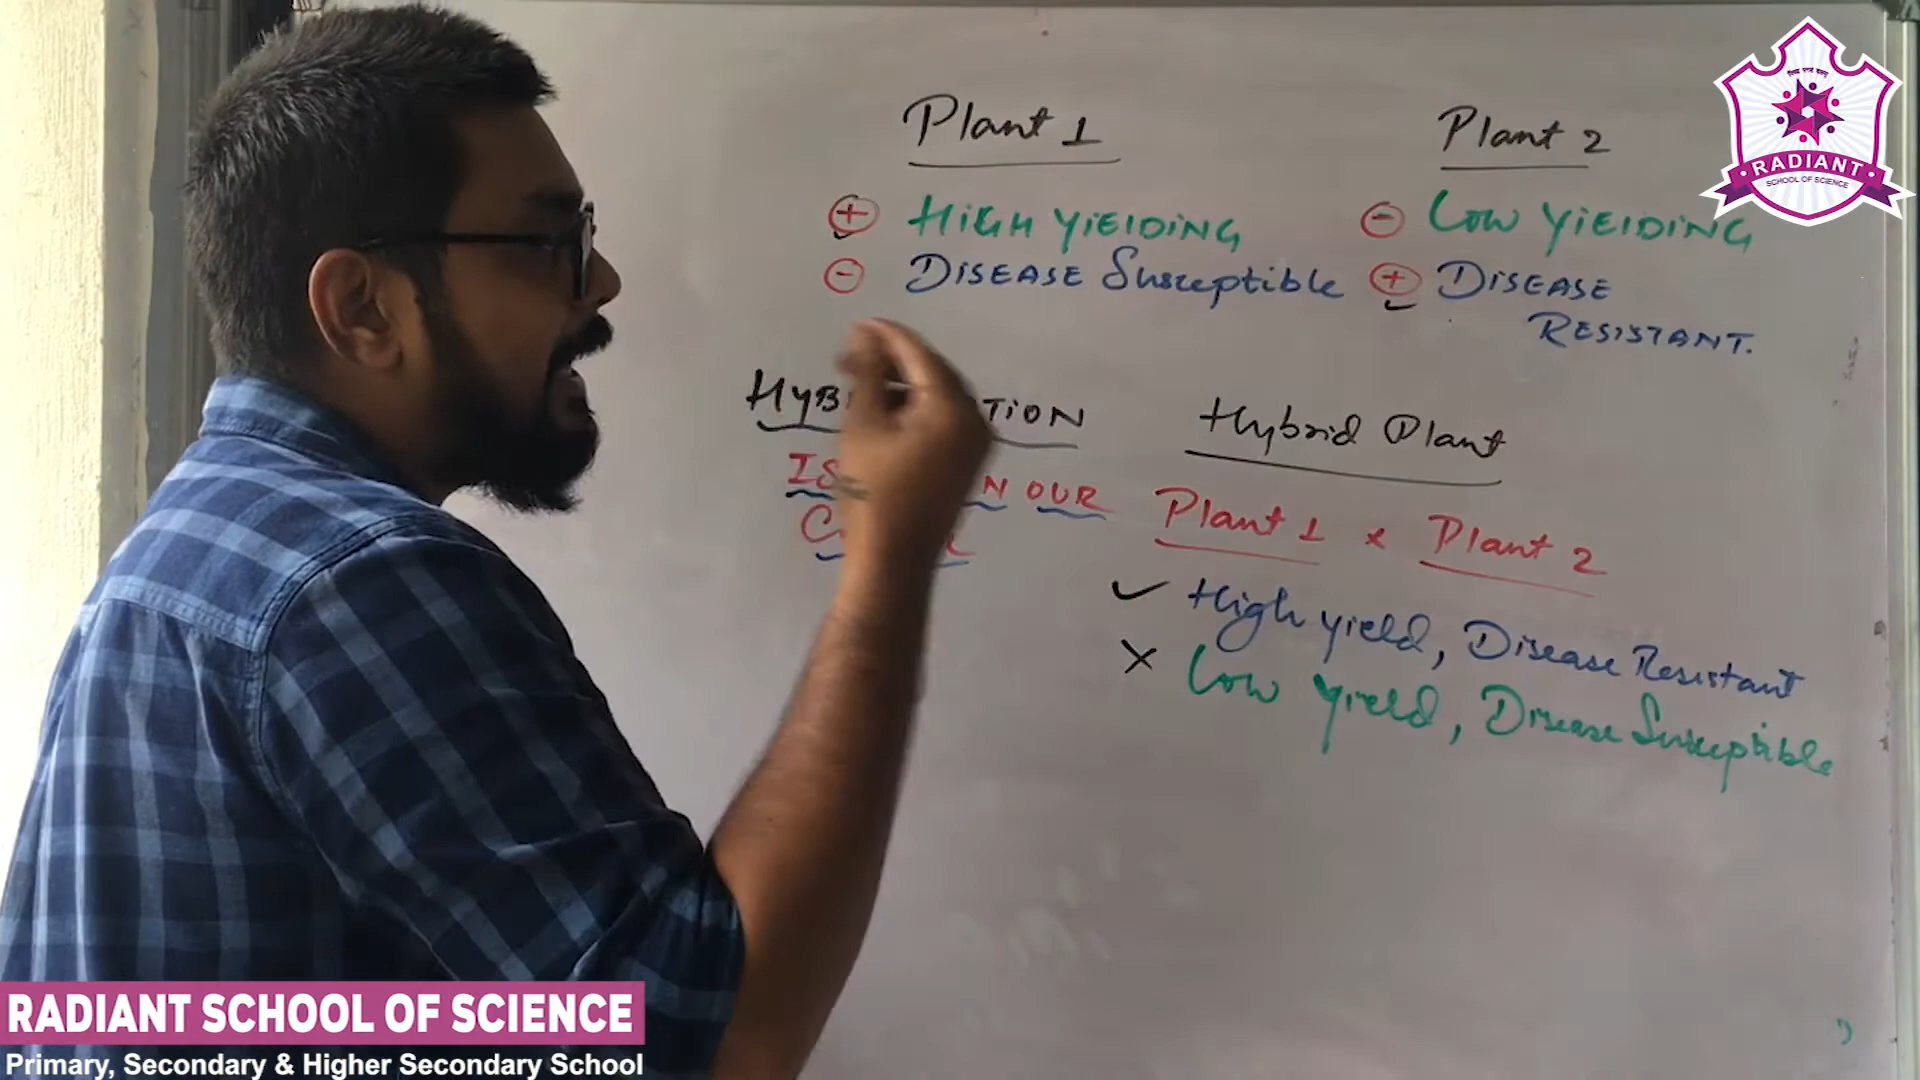 Plant 1
Plant 2
+ HIGH YIELDING
- DISEASE Susceptible
- LOW YIELDING
+ DISEASE
RESISTANT.
Hybrid Plant
OUR
Plant 1 x Plant 2
✓ High yield, Disease Resistant
× Low yield, Disease Susceptible
RADIANT
SCHOOL OF SCIENCE
RADIANT SCHOOL OF SCIENCE
Primary, Secondary & Higher Secondary School